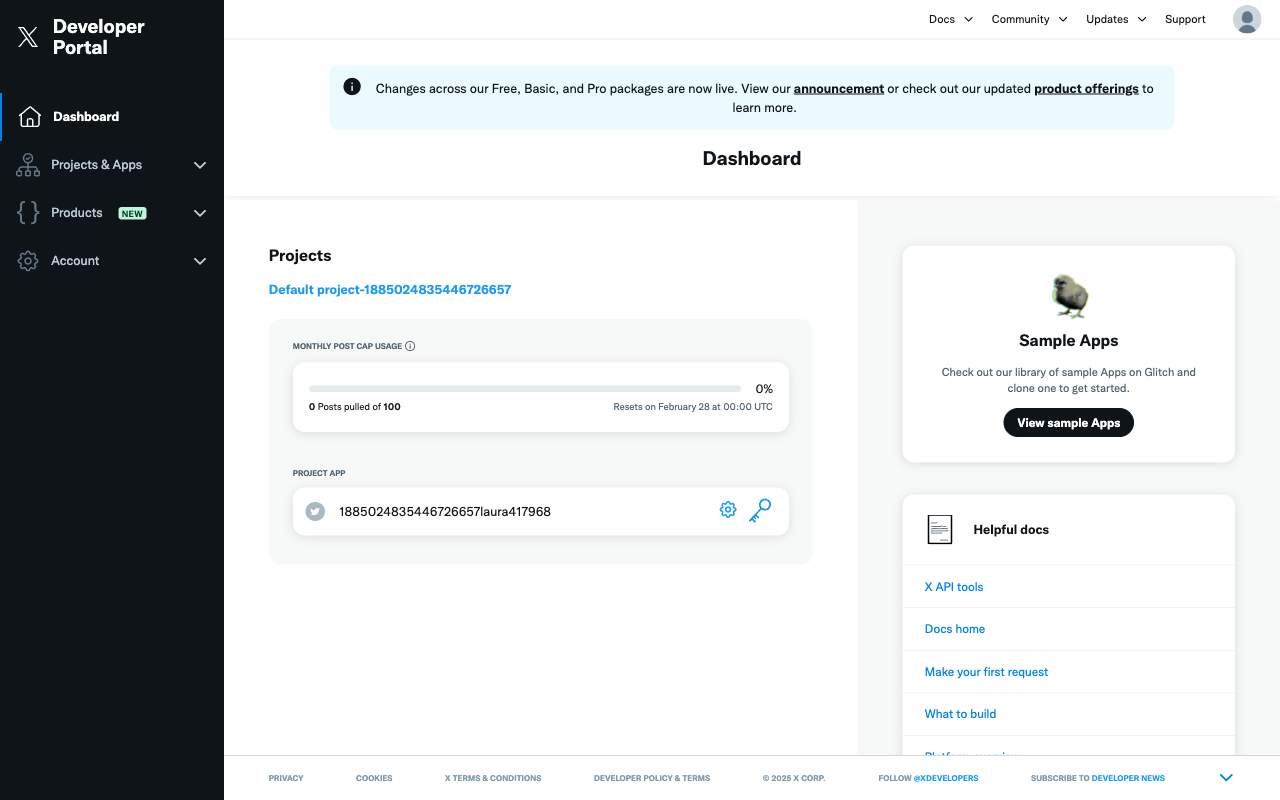 Developer
Portal
Docs
Community
Updates
Support
Dashboard
Projects & Apps
Products
NEW
Account
Changes across our Free, Basic, and Pro packages are now live. View our announcement or check out our updated product offerings to
learn more.
Dashboard
Projects
Default project-1885024835446726657
MONTHLY POST CAP USAGE
0%
0 Posts pulled of 100
Resets on February 28 at 00:00 UTC
PROJECT APP
1885024835446726657laura417968
Sample Apps
Check out our library of sample Apps on Glitch and
clone one to get started.
View sample Apps
Helpful docs
X API tools
Docs home
Make your first request
What to build
PRIVACY
COOKIES
X TERMS & CONDITIONS
DEVELOPER POLICY & TERMS
© 2025 X CORP.
FOLLOW @XDEVELOPERS
SUBSCRIBE TO DEVELOPER NEWS